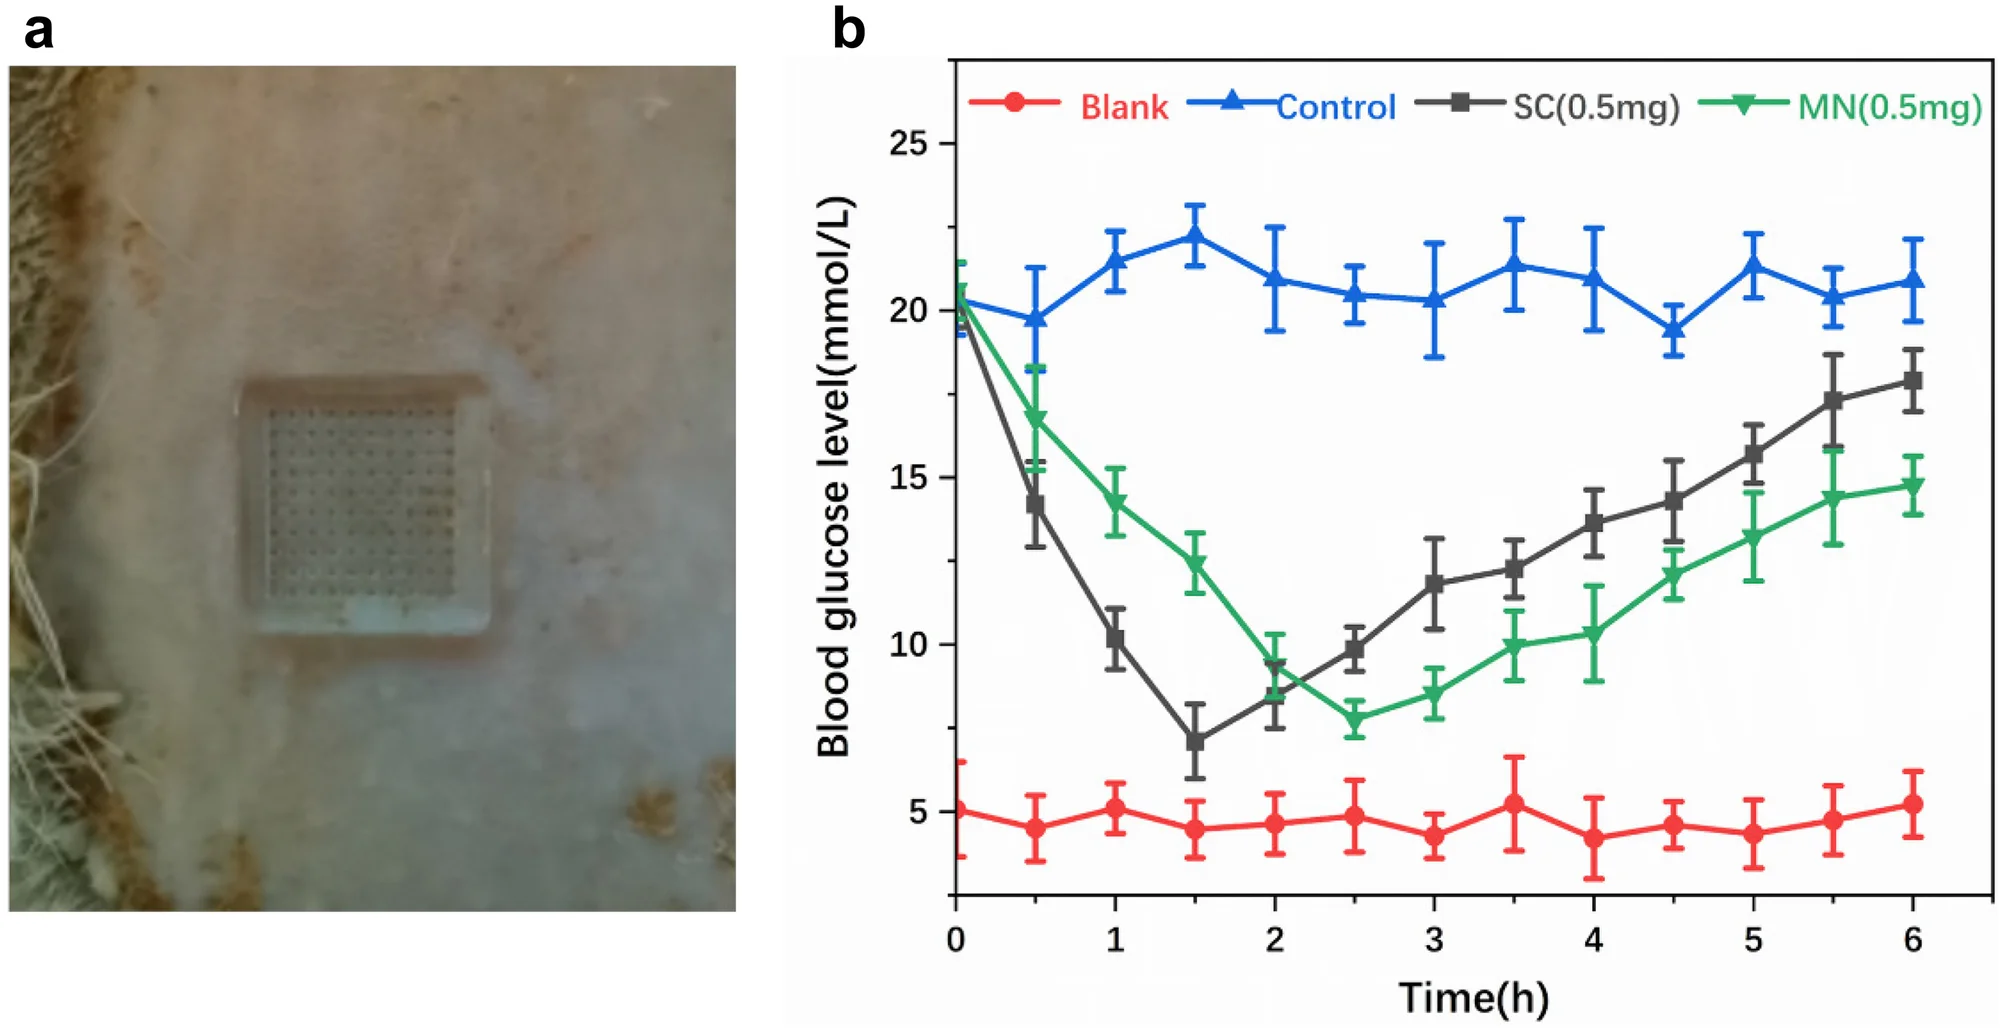 a
b
Blank Control SC(0.5mg) MN(0.5mg)
25
20
15
10
5
Blood glucose level(mmol/L)
0 1 2 3 4 5 6
Time(h)